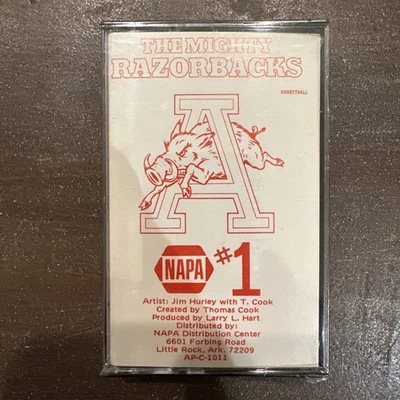 THE MIGHTY
RAZORBACKS
BASKETBALL
A
NAPA #1
Artist: Jim Hurley with T. Cook
Created by Thomas Cook
Produced by Larry L. Hart
Distributed by:
NAPA Distribution Center
6601 Forbing Road
Little Rock, Ark. 72209
AP-C-1011